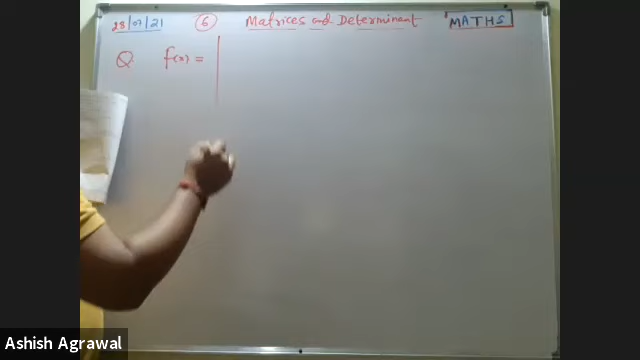 28/07/21 6 Matrices and Determinant MATHS
Q. f(x) =
Ashish Agrawal